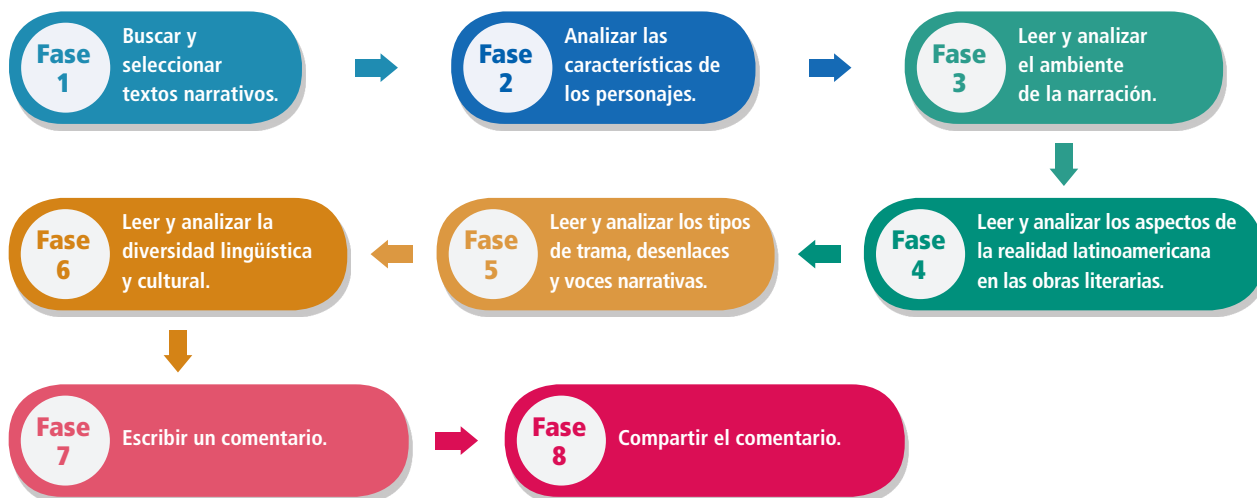 Fase
1
Buscar y
seleccionar
textos narrativos.
Fase
2
Analizar las
características de
los personajes.
Fase
3
Leer y analizar
el ambiente
de la narración.
Fase
4
Leer y analizar los aspectos de
la realidad latinoamericana
en las obras literarias.
Fase
5
Leer y analizar los tipos
de trama, desenlaces
y voces narrativas.
Fase
6
Leer y analizar la
diversidad lingüística
y cultural.
Fase
7
Escribir un comentario.
Fase
8
Compartir el comentario.